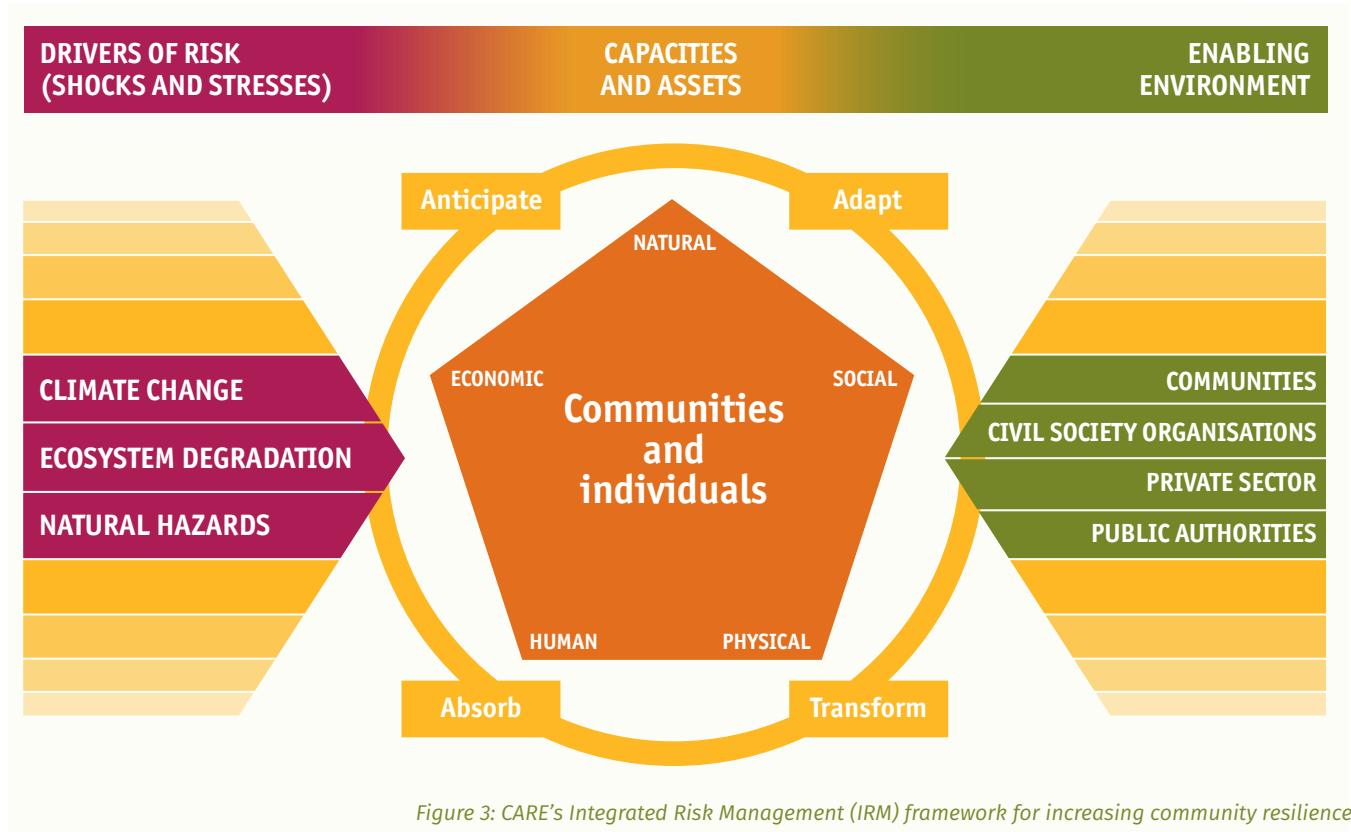 DRIVERS OF RISK
(SHOCKS AND STRESSES)
CAPACITIES
AND ASSETS
ENABLING
ENVIRONMENT
Anticipate
Adapt
NATURAL
ECONOMIC
SOCIAL
Communities
and
individuals
HUMAN
PHYSICAL
Absorb
Transform
CLIMATE CHANGE
ECOSYSTEM DEGRADATION
NATURAL HAZARDS
COMMUNITIES
CIVIL SOCIETY ORGANISATIONS
PRIVATE SECTOR
PUBLIC AUTHORITIES
Figure 3: CARE's Integrated Risk Management (IRM) framework for increasing community resilience